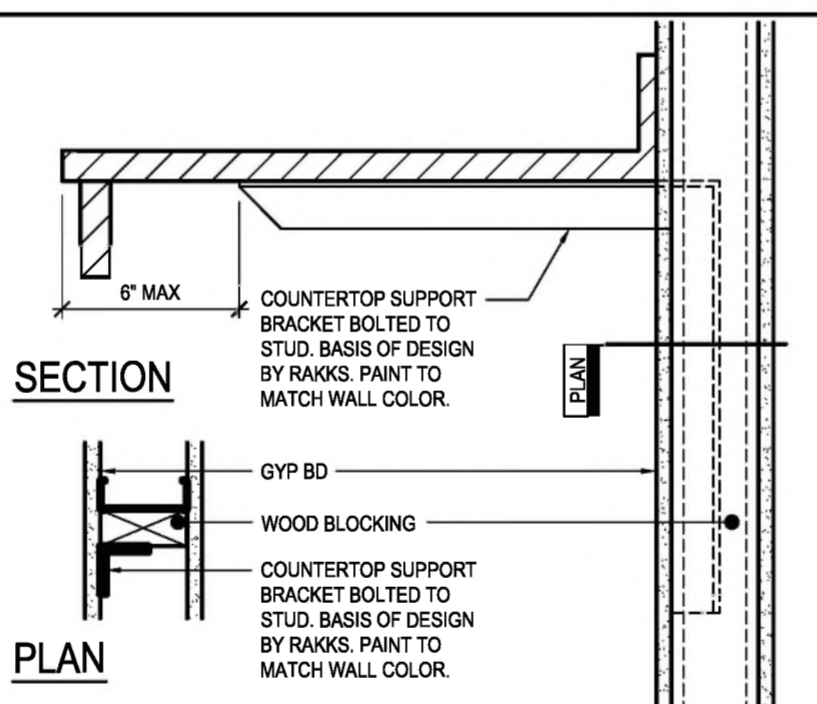 6" MAX
COUNTERTOP SUPPORT
BRACKET BOLTED TO
STUD. BASIS OF DESIGN
BY RAKKS. PAINT TO
MATCH WALL COLOR.
PLAN
SECTION
GYP BD
WOOD BLOCKING
COUNTERTOP SUPPORT
BRACKET BOLTED TO
STUD. BASIS OF DESIGN
BY RAKKS. PAINT TO
MATCH WALL COLOR.
PLAN